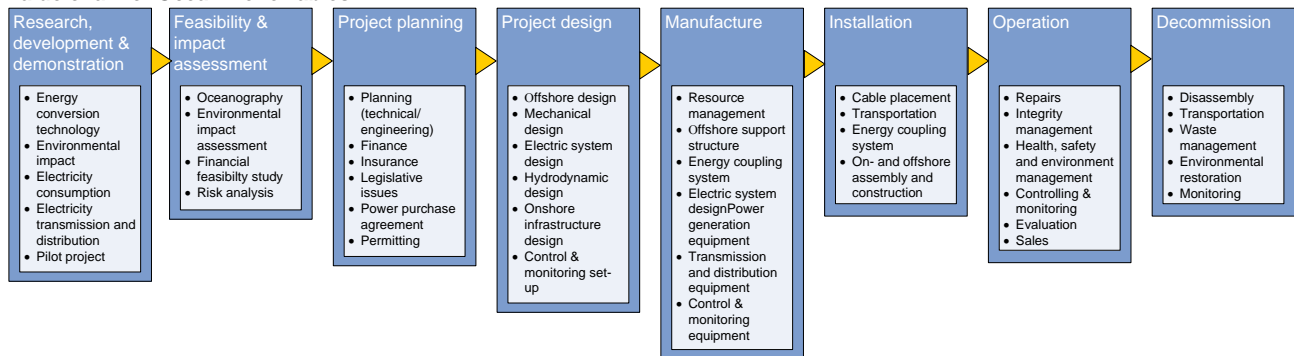 Research,
development &
demonstration
• Energy
conversion
technology
• Environmental
impact
• Electricity
consumption
• Electricity
transmission and
distribution
• Pilot project
Feasibility &
impact
assessment
• Oceanography
• Environmental
impact
assessment
• Financial
feasibilty study
• Risk analysis
Project planning
• Planning
(technical/
engineering)
• Finance
• Insurance
• Legislative
issues
• Power purchase
agreement
• Permitting
Project design
• Offshore design
• Mechanical
design
• Electric system
design
• Hydrodynamic
design
• Onshore
infrastructure
design
• Control &
monitoring set-
up
Manufacture
• Resource
management
• Offshore support
structure
• Energy coupling
system
• Electric system
designPower
generation
equipment
• Transmission
and distribution
equipment
• Control &
monitoring
equipment
Installation
• Cable placement
• Transportation
• Energy coupling
system
• On- and offshore
assembly and
construction
Operation
• Repairs
• Integrity
management
• Health, safety
and environment
management
• Controlling &
monitoring
• Evaluation
• Sales
Decommission
• Disassembly
• Transportation
• Waste
management
• Environmental
restoration
• Monitoring